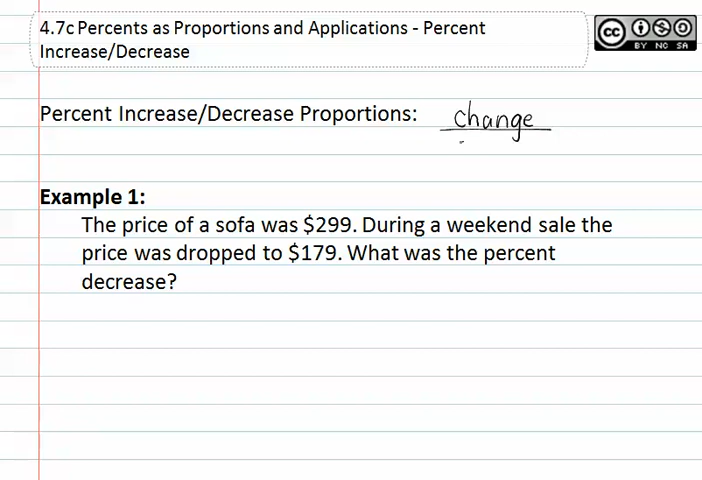 4.7c Percents as Proportions and Applications - Percent
Increase/Decrease
cc
BY NC SA
Percent Increase/Decrease Proportions: change
Example 1:
The price of a sofa was $299. During a weekend sale the
price was dropped to $179. What was the percent
decrease?